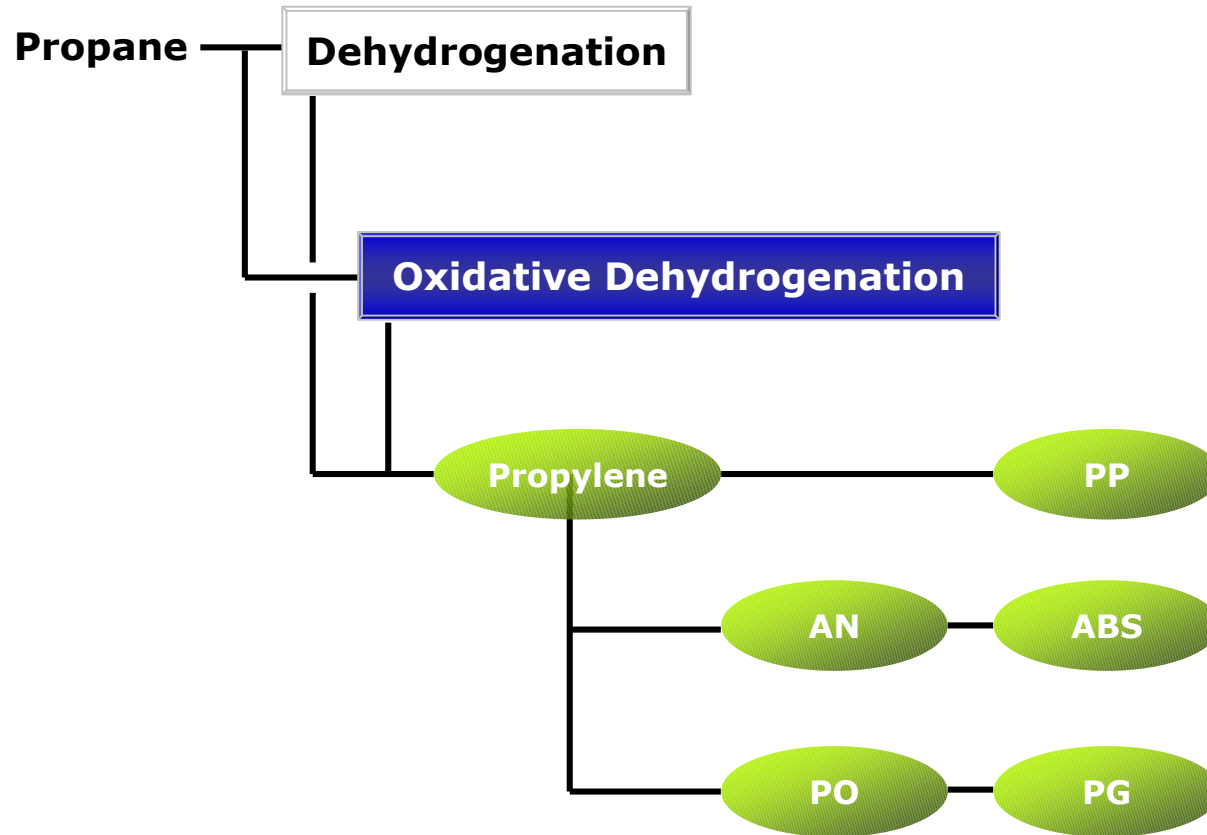 Propane
Dehydrogenation
Oxidative Dehydrogenation
Propylene
PP
AN
ABS
PO
PG